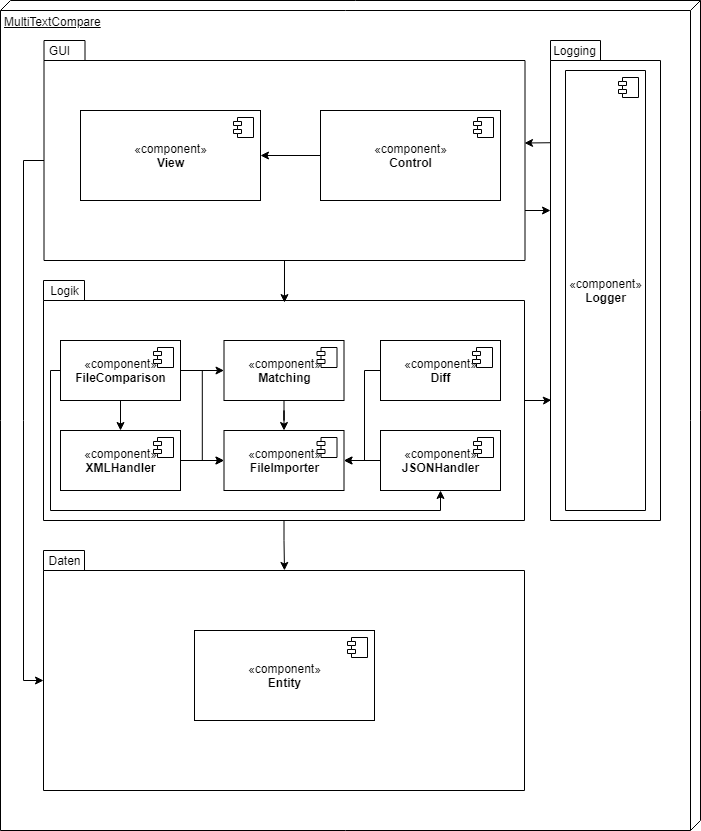 MultiTextCompare
GUI
«component»
View
«component»
Control
Logging
«component»
Logger
Logik
«component»
FileComparison
«component»
Matching
«component»
Diff
«component»
XMLHandler
«component»
FileImporter
«component»
JSONHandler
Daten
«component»
Entity